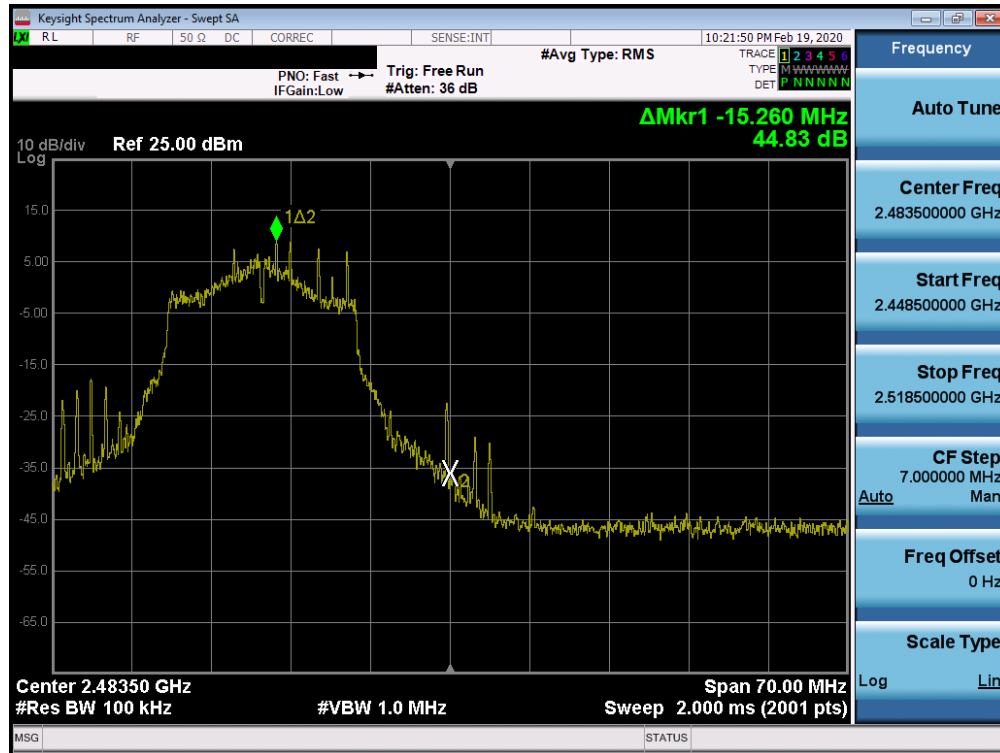 Keysight Spectrum Analyzer - Swept SA
LXI RL RF 50 Ω DC CORREC SENSE:INT 10:21:50 PM Feb 19, 2020
#Avg Type: RMS
TRACE 1 2 3 4 5 6
TYPE M W W W W W
DET P N N N N N
PNO: Fast
IFGain:Low
Trig: Free Run
#Atten: 36 dB
ΔMkr1 -15.260 MHz
44.83 dB
10 dB/div Ref 25.00 dBm
Log
15.0
5.00
-5.00
-15.0
-25.0
-35.0
-45.0
-55.0
-65.0
1Δ2
X2
Center 2.48350 GHz Span 70.00 MHz
#Res BW 100 kHz #VBW 1.0 MHz Sweep 2.000 ms (2001 pts)
MSG STATUS
Frequency
Auto Tune
Center Freq
2.483500000 GHz
Start Freq
2.448500000 GHz
Stop Freq
2.518500000 GHz
CF Step
7.000000 MHz
Auto Man
Freq Offset
0 Hz
Scale Type
Log Lin